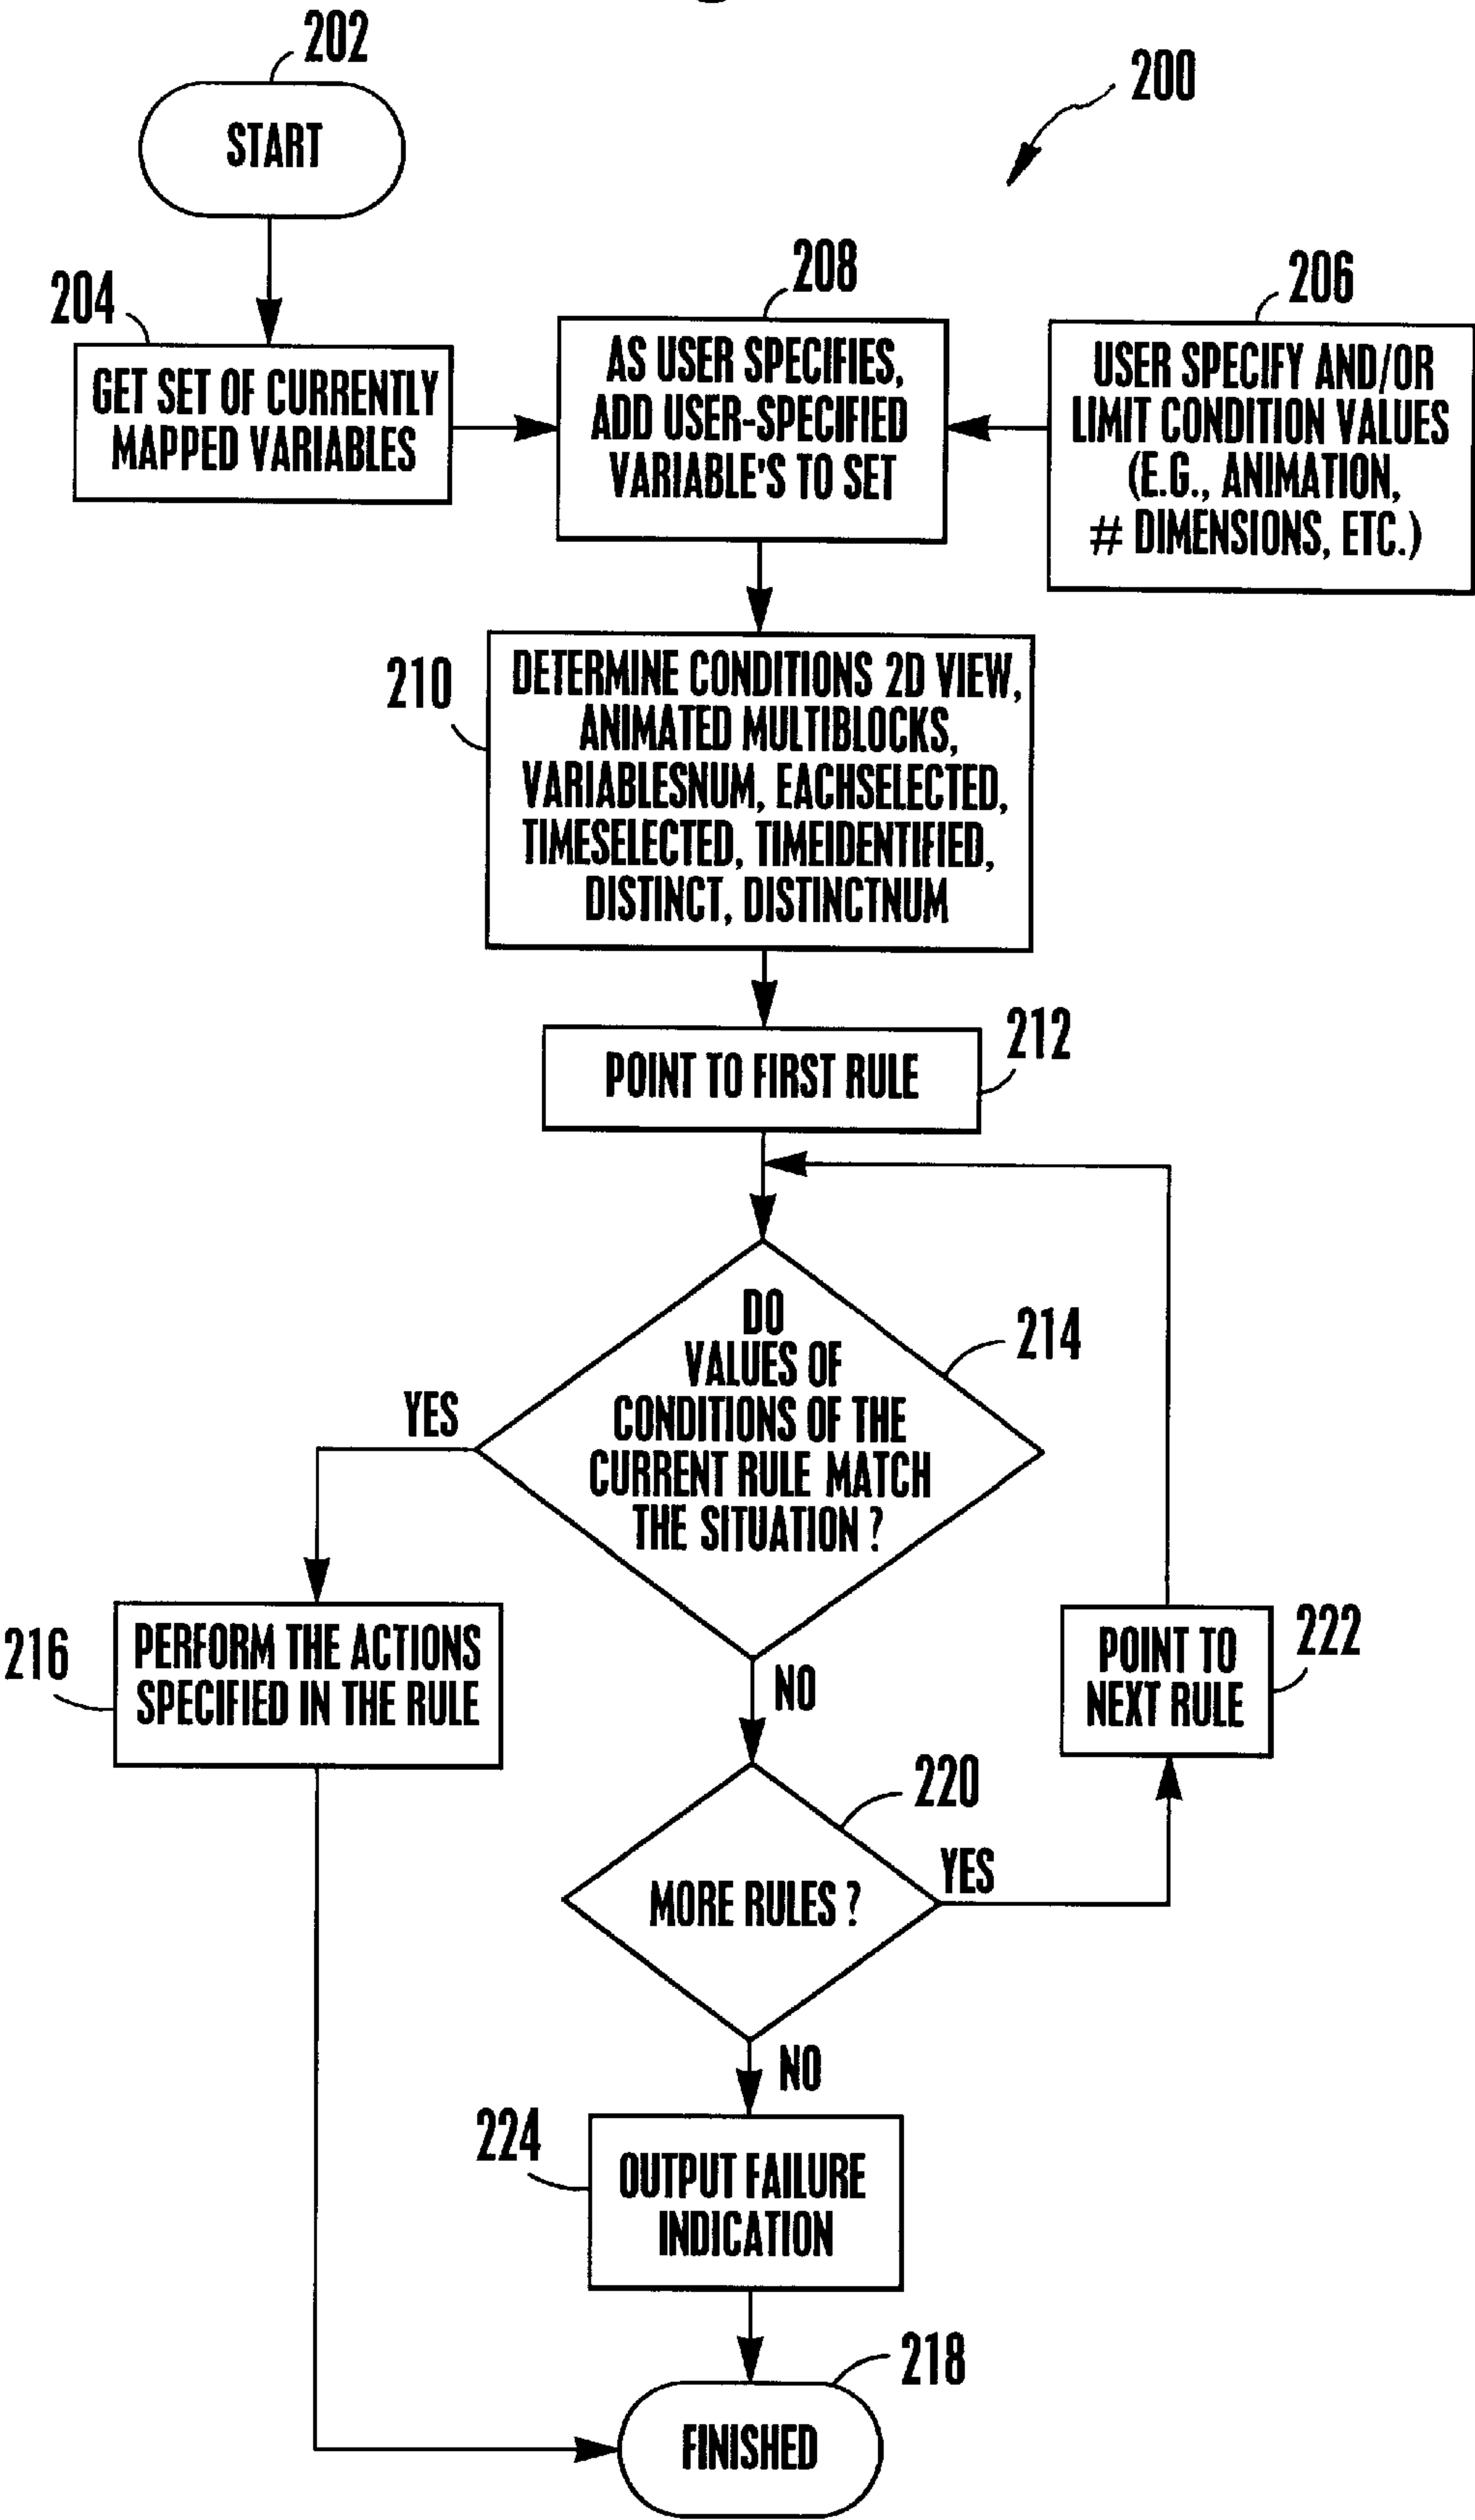 202
200
START
204
208
206
GET SET OF CURRENTLY
MAPPED VARIABLES
AS USER SPECIFIES,
ADD USER-SPECIFIED
VARIABLE'S TO SET
USER SPECIFY AND/OR
LIMIT CONDITION VALUES
(E.G., ANIMATION,
# DIMENSIONS, ETC.)
210
DETERMINE CONDITIONS 2D VIEW,
ANIMATED MULTIBLOCKS,
VARIABLESNUM, EACHSELECTED,
TIMESELECTED, TIMEIDENTIFIED,
DISTINCT, DISTINCTNUM
212
POINT TO FIRST RULE
214
DO
VALUES OF
CONDITIONS OF THE
CURRENT RULE MATCH
THE SITUATION ?
YES
216
PERFORM THE ACTIONS
SPECIFIED IN THE RULE
NO
222
POINT TO
NEXT RULE
220
MORE RULES ?
YES
NO
224
OUTPUT FAILURE
INDICATION
218
FINISHED